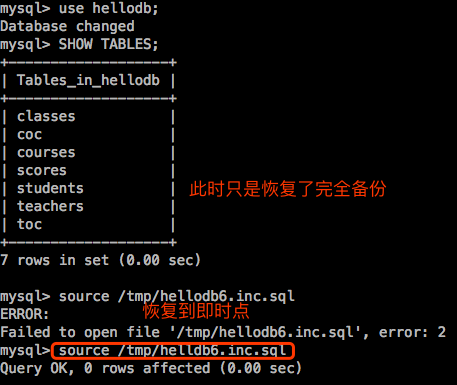 mysql> use hellodb;
Database changed
mysql> SHOW TABLES;
+-------------------+
| Tables_in_hellodb |
+-------------------+
| classes           |
| coc               |
| courses           |
| scores            |
| students          |
| teachers          |
| toc               |
+-------------------+
此时只是恢复了完全备份
7 rows in set (0.00 sec)
mysql> source /tmp/hellodb6.inc.sql
ERROR:
恢复到即时点
Failed to open file '/tmp/hellodb6.inc.sql', error: 2
mysql> source /tmp/helldb6.inc.sql
Query OK, 0 rows affected (0.00 sec)